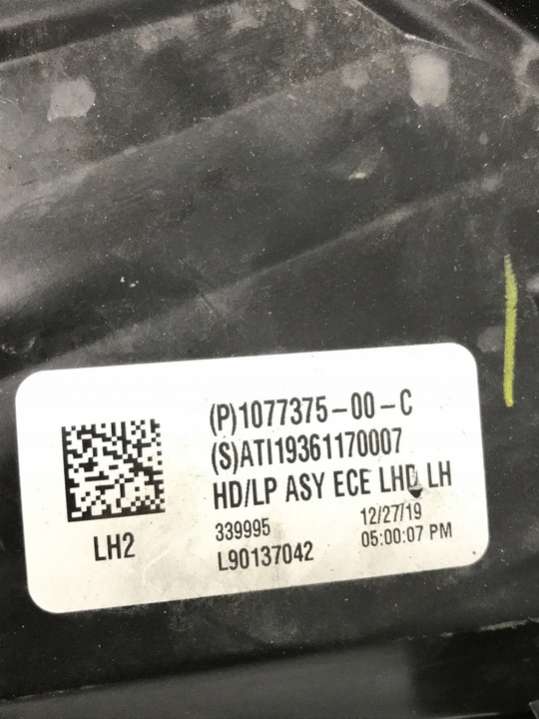 (P)1077375-00-C
(S)ATI19361170007
HD/LP ASY ECE LHD LH
LH2
339995
12/27/19
L90137042
05:00:07 PM